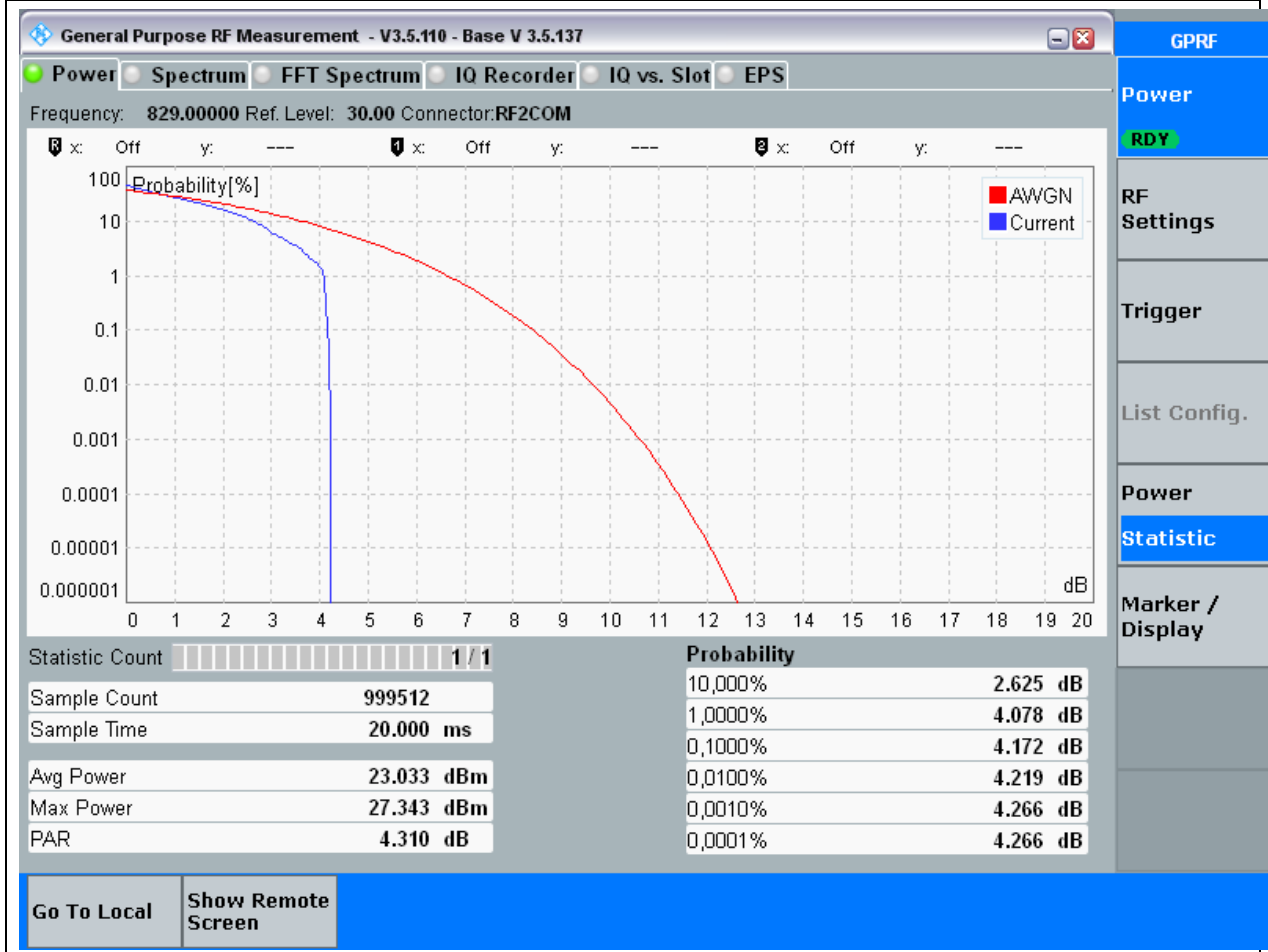 General Purpose RF Measurement - V3.5.110 - Base V 3.5.137
GPRF
Power Spectrum FFT Spectrum IQ Recorder IQ vs. Slot EPS
Frequency: 829.00000 Ref. Level: 30.00 Connector:RF2COM
R x: Off y: --- 1 x: Off y: --- 2 x: Off y: ---
Probability[%]
AWGN
Current
100
10
1
0.1
0.01
0.001
0.0001
0.00001
0.000001
dB
0 1 2 3 4 5 6 7 8 9 10 11 12 13 14 15 16 17 18 19 20
Statistic Count 1 / 1
Sample Count 999512
Sample Time 20.000 ms
Avg Power 23.033 dBm
Max Power 27.343 dBm
PAR 4.310 dB
Probability
10,000% 2.625 dB
1,0000% 4.078 dB
0,1000% 4.172 dB
0,0100% 4.219 dB
0,0010% 4.266 dB
0,0001% 4.266 dB
Power
RDY
RF
Settings
Trigger
List Config.
Power
Statistic
Marker /
Display
Go To Local
Show Remote
Screen